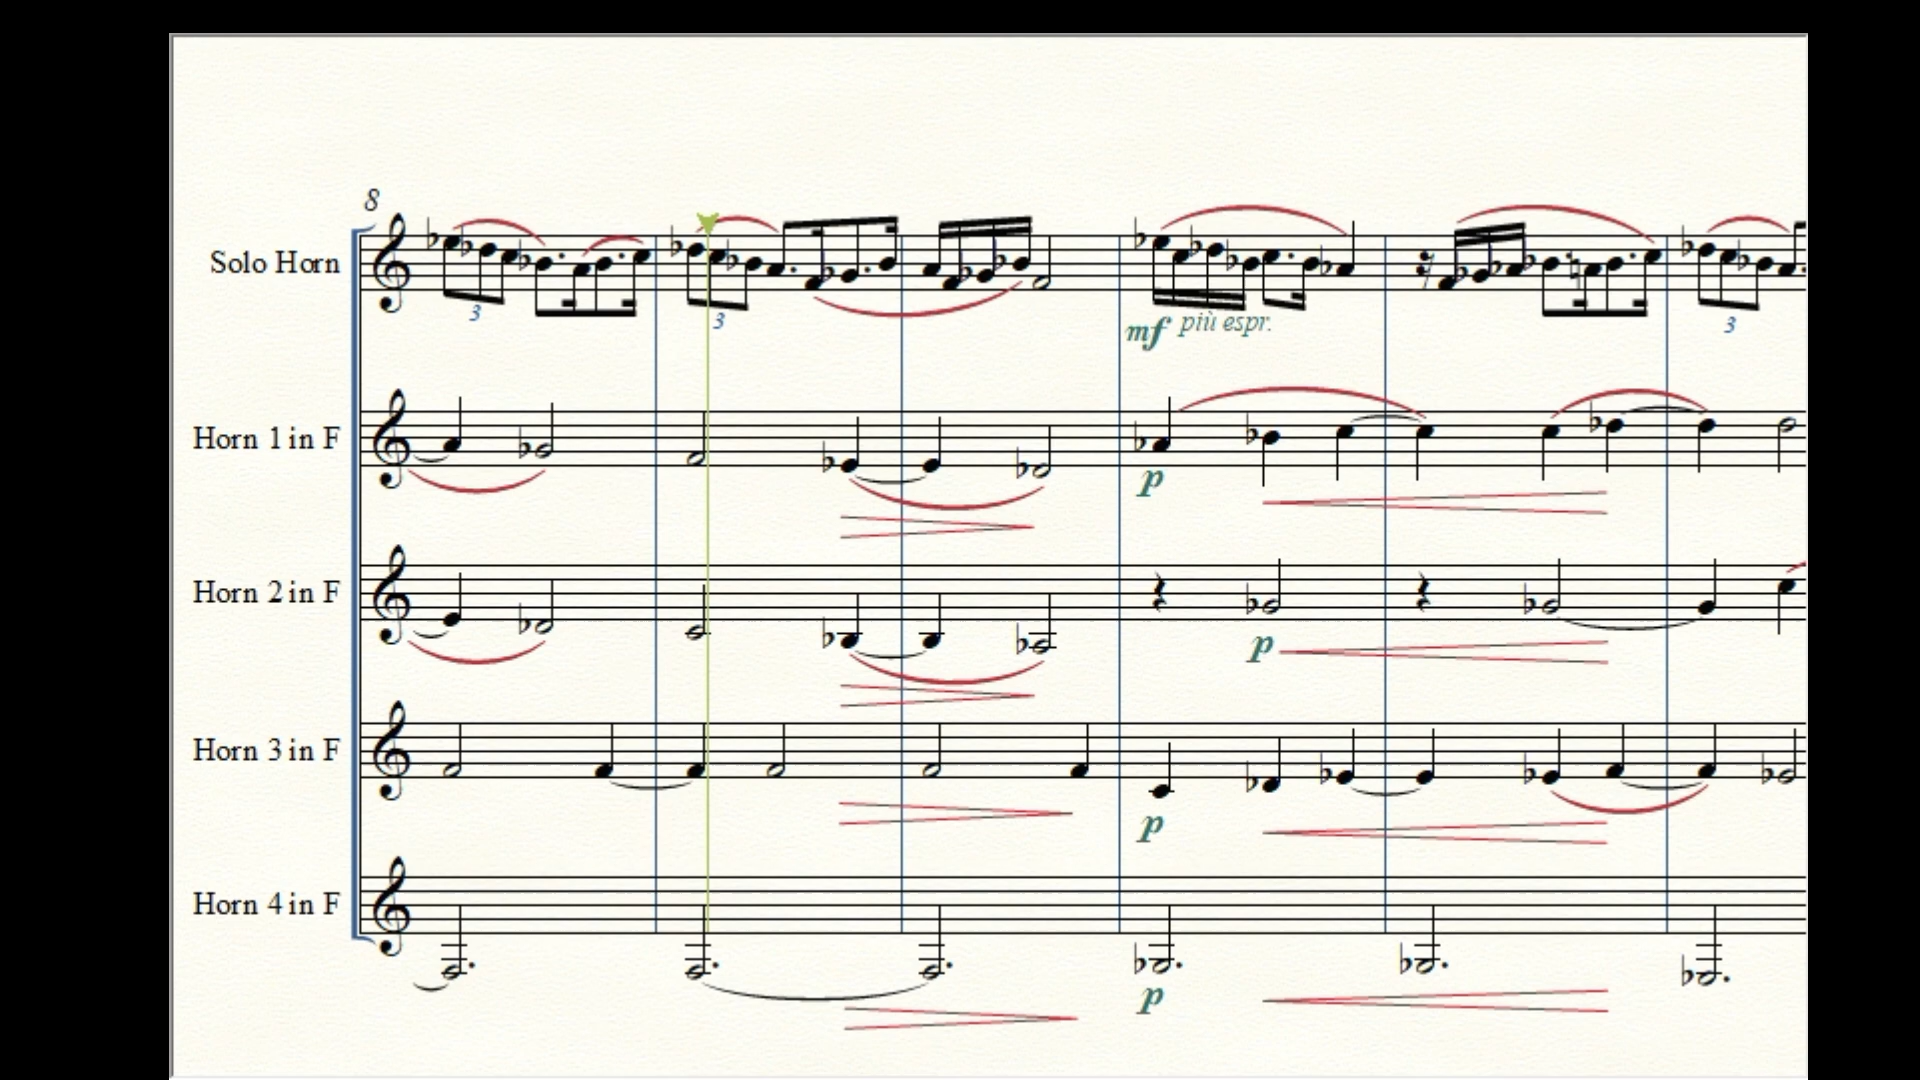 8
Solo Horn
3
3
3
mf più espr.
Horn 1 in F
p
Horn 2 in F
p
Horn 3 in F
p
Horn 4 in F
p